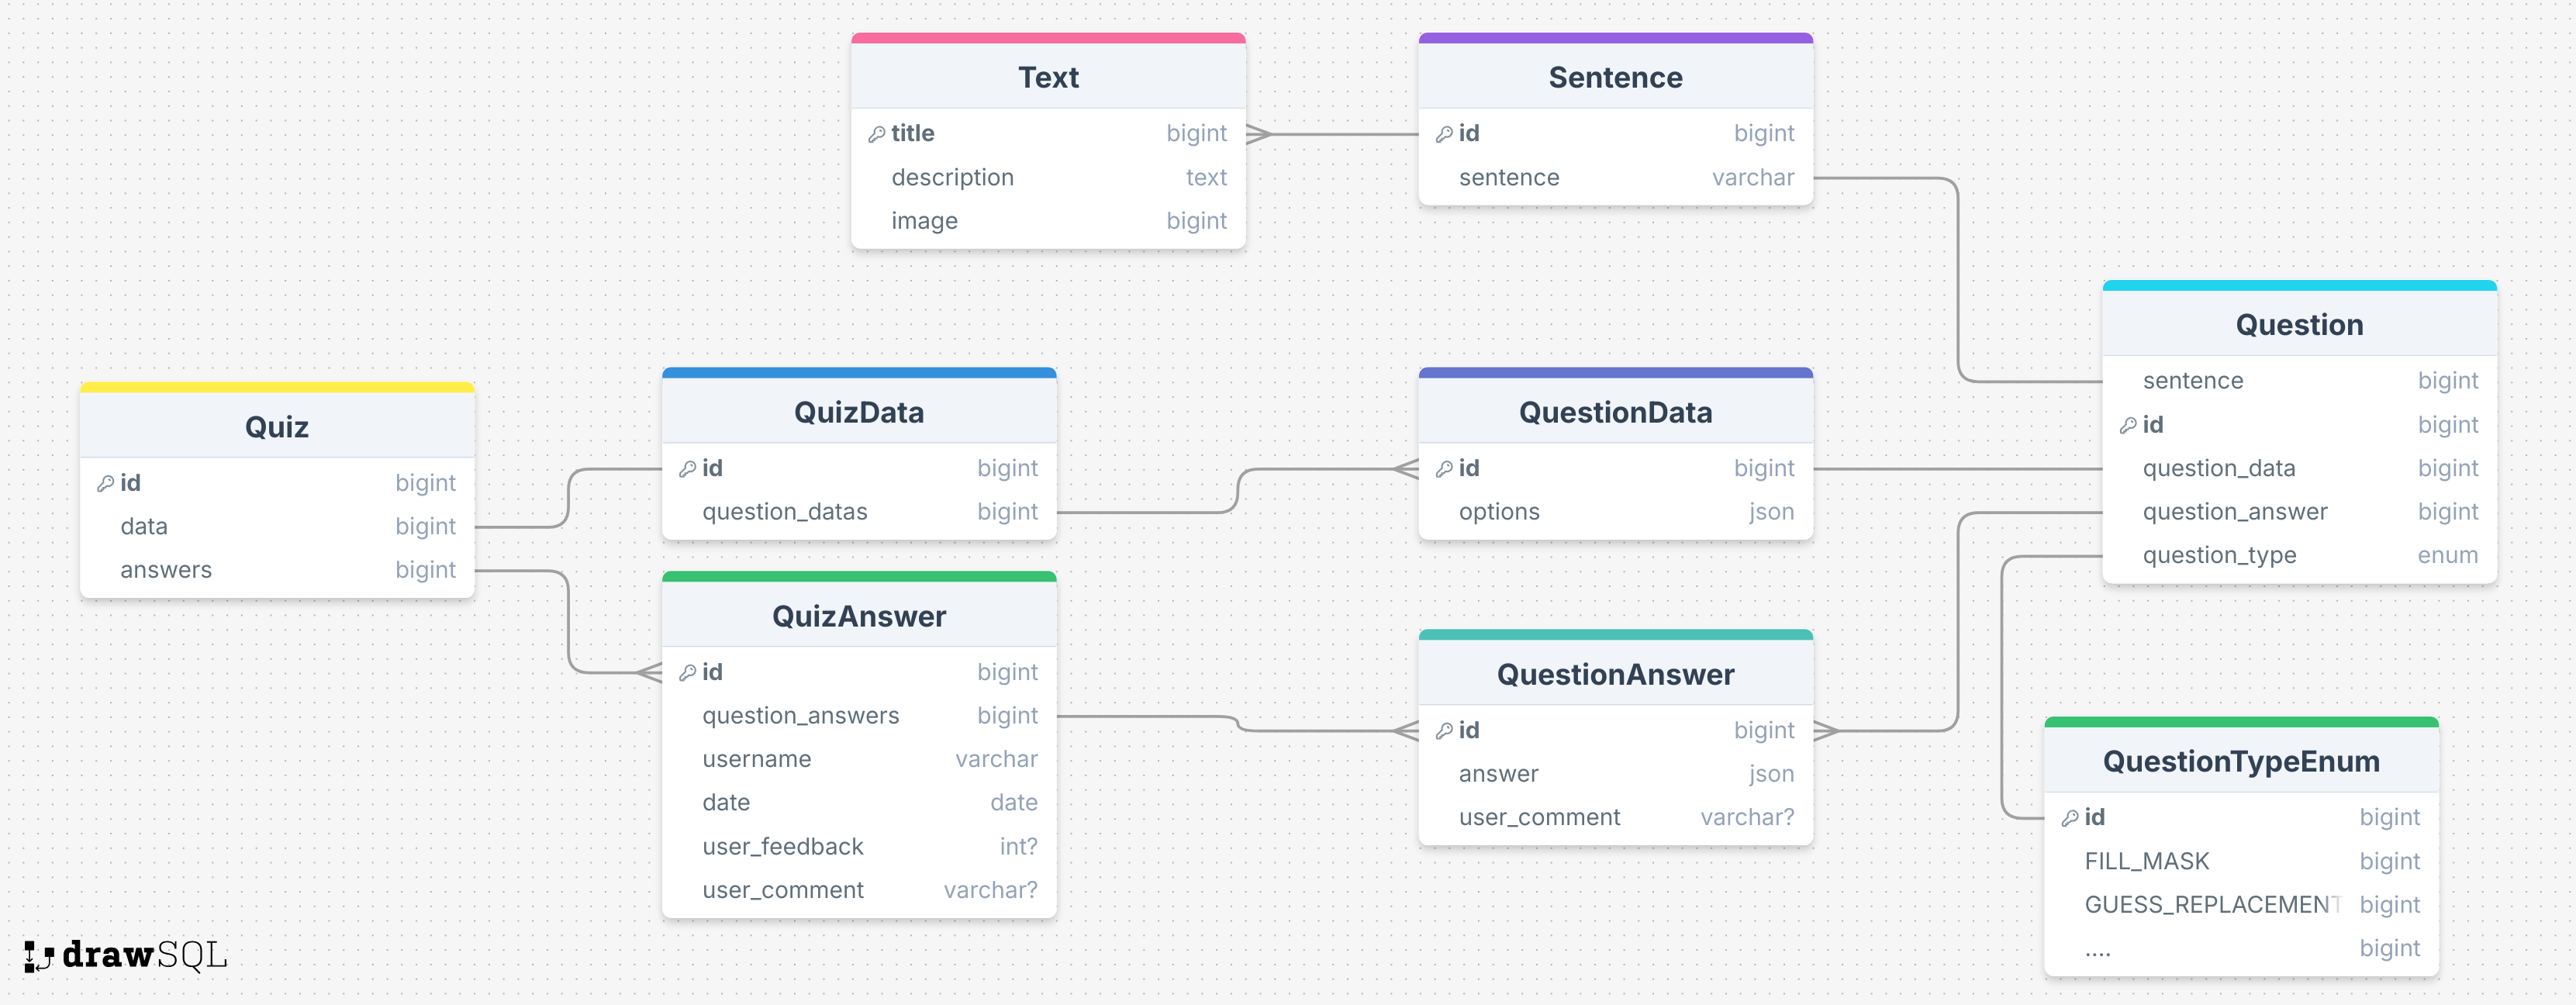 Text
title bigint
description text
image bigint
Sentence
id bigint
sentence varchar
Question
sentence bigint
id bigint
question_data bigint
question_answer bigint
question_type enum
Quiz
id bigint
data bigint
answers bigint
QuizData
id bigint
question_datas bigint
QuestionData
id bigint
options json
QuizAnswer
id bigint
question_answers bigint
username varchar
date date
user_feedback int?
user_comment varchar?
QuestionAnswer
id bigint
answer json
user_comment varchar?
QuestionTypeEnum
id bigint
FILL_MASK bigint
GUESS_REPLACEMENT bigint
.... bigint
drawSQL